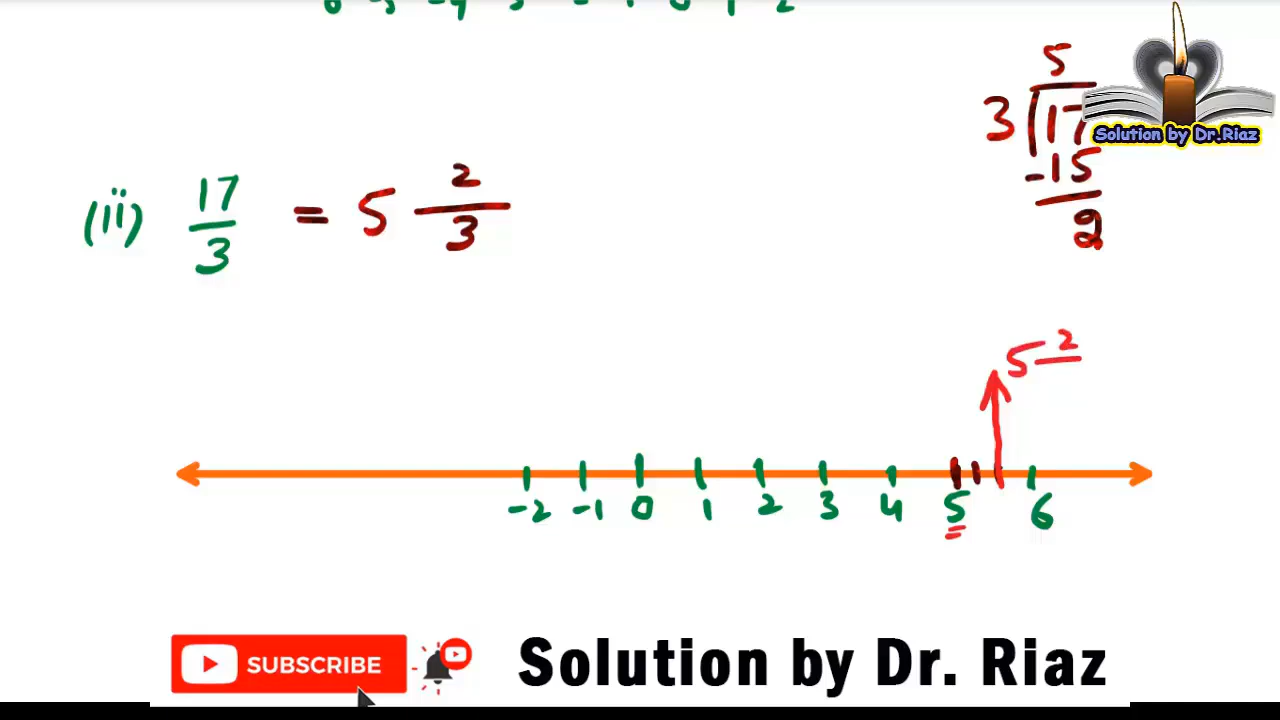 5
3 17
Solution by Dr.Riaz
-15
2
(ii) 17/3 = 5 2/3
5 2
-2 -1 0 1 2 3 4 5 6
SUBSCRIBE
Solution by Dr. Riaz